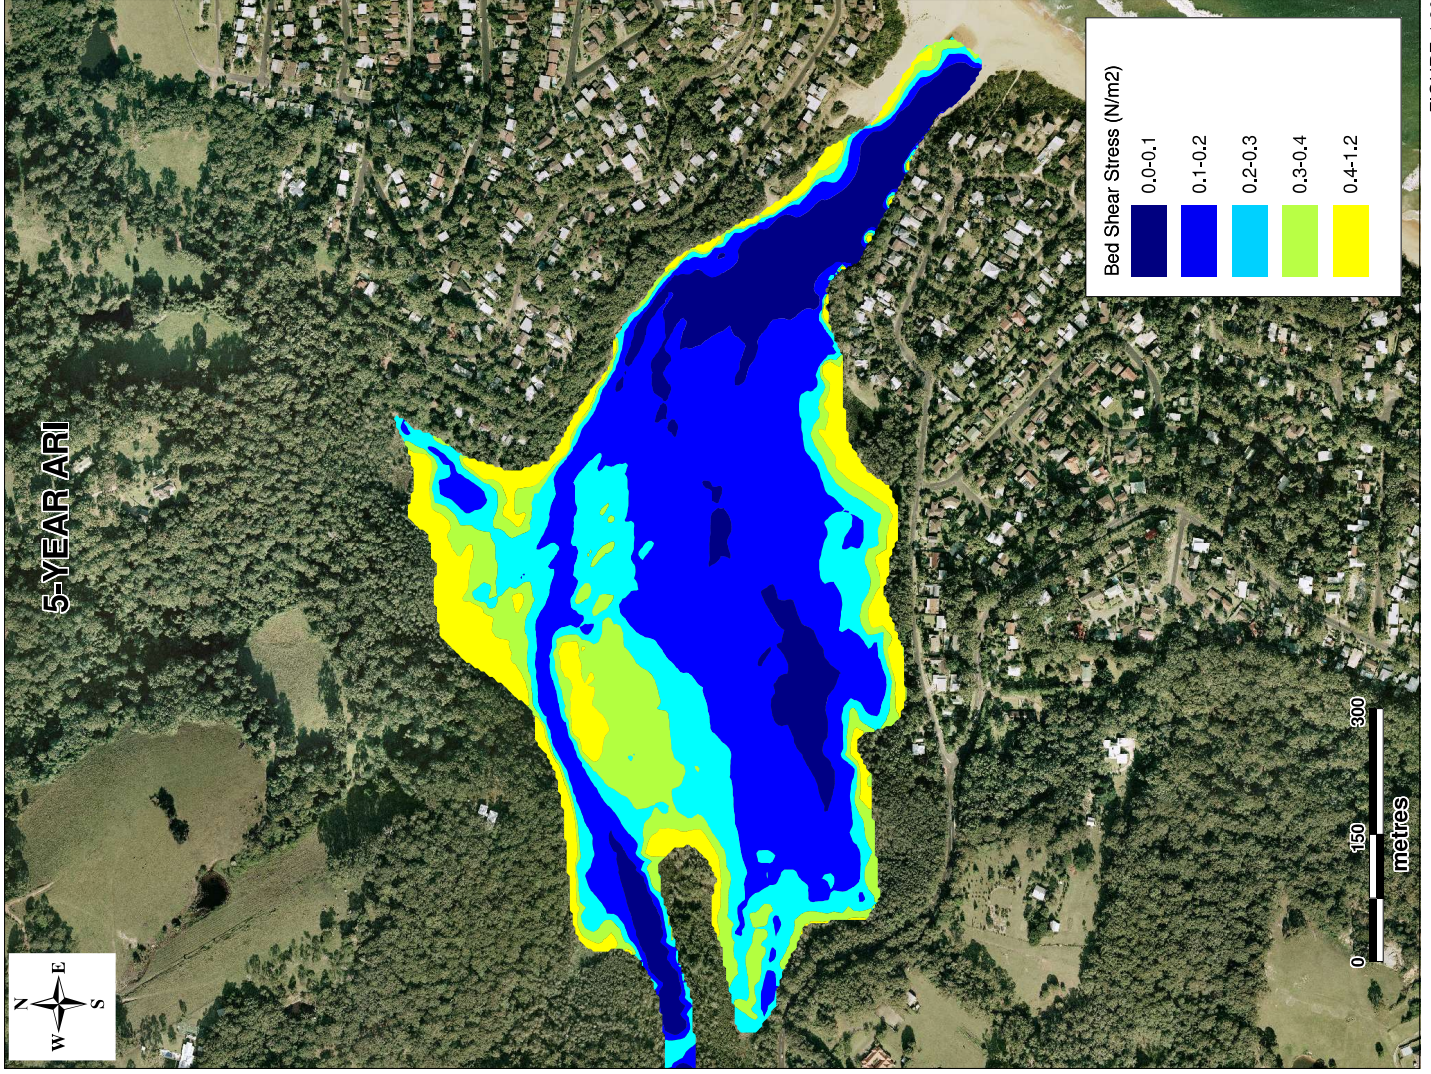 5-YEAR ARI
N
W
E
S
Bed Shear Stress (N/m2)
0.0-0.1
0.1-0.2
0.2-0.3
0.3-0.4
0.4-1.2
0
150
300
metres